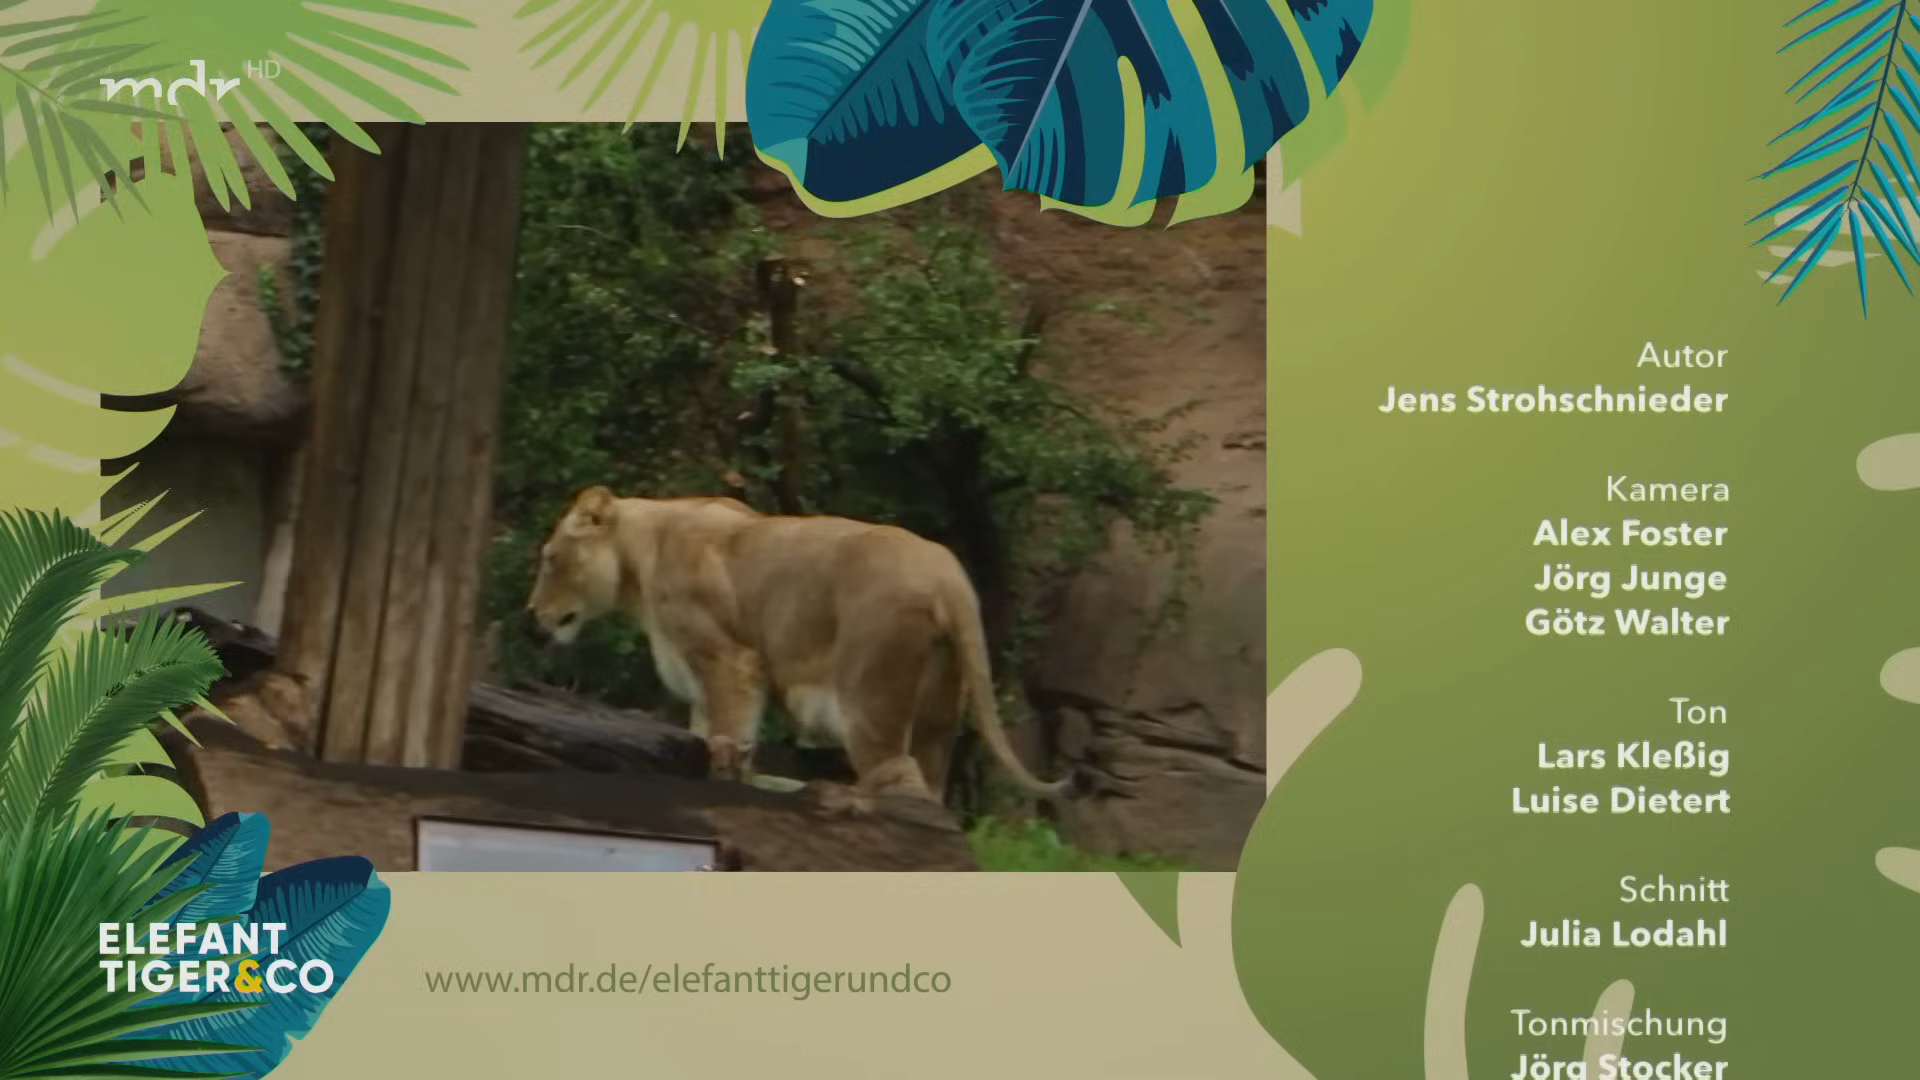 mdr HD
Autor
Jens Strohschnieder
Kamera
Alex Foster
Jörg Junge
Götz Walter
Ton
Lars Kleßig
Luise Dietert
Schnitt
Julia Lodahl
Tonmischung
Jörg Stocker
ELEFANT
TIGER&CO
www.mdr.de/elefanttigerundco